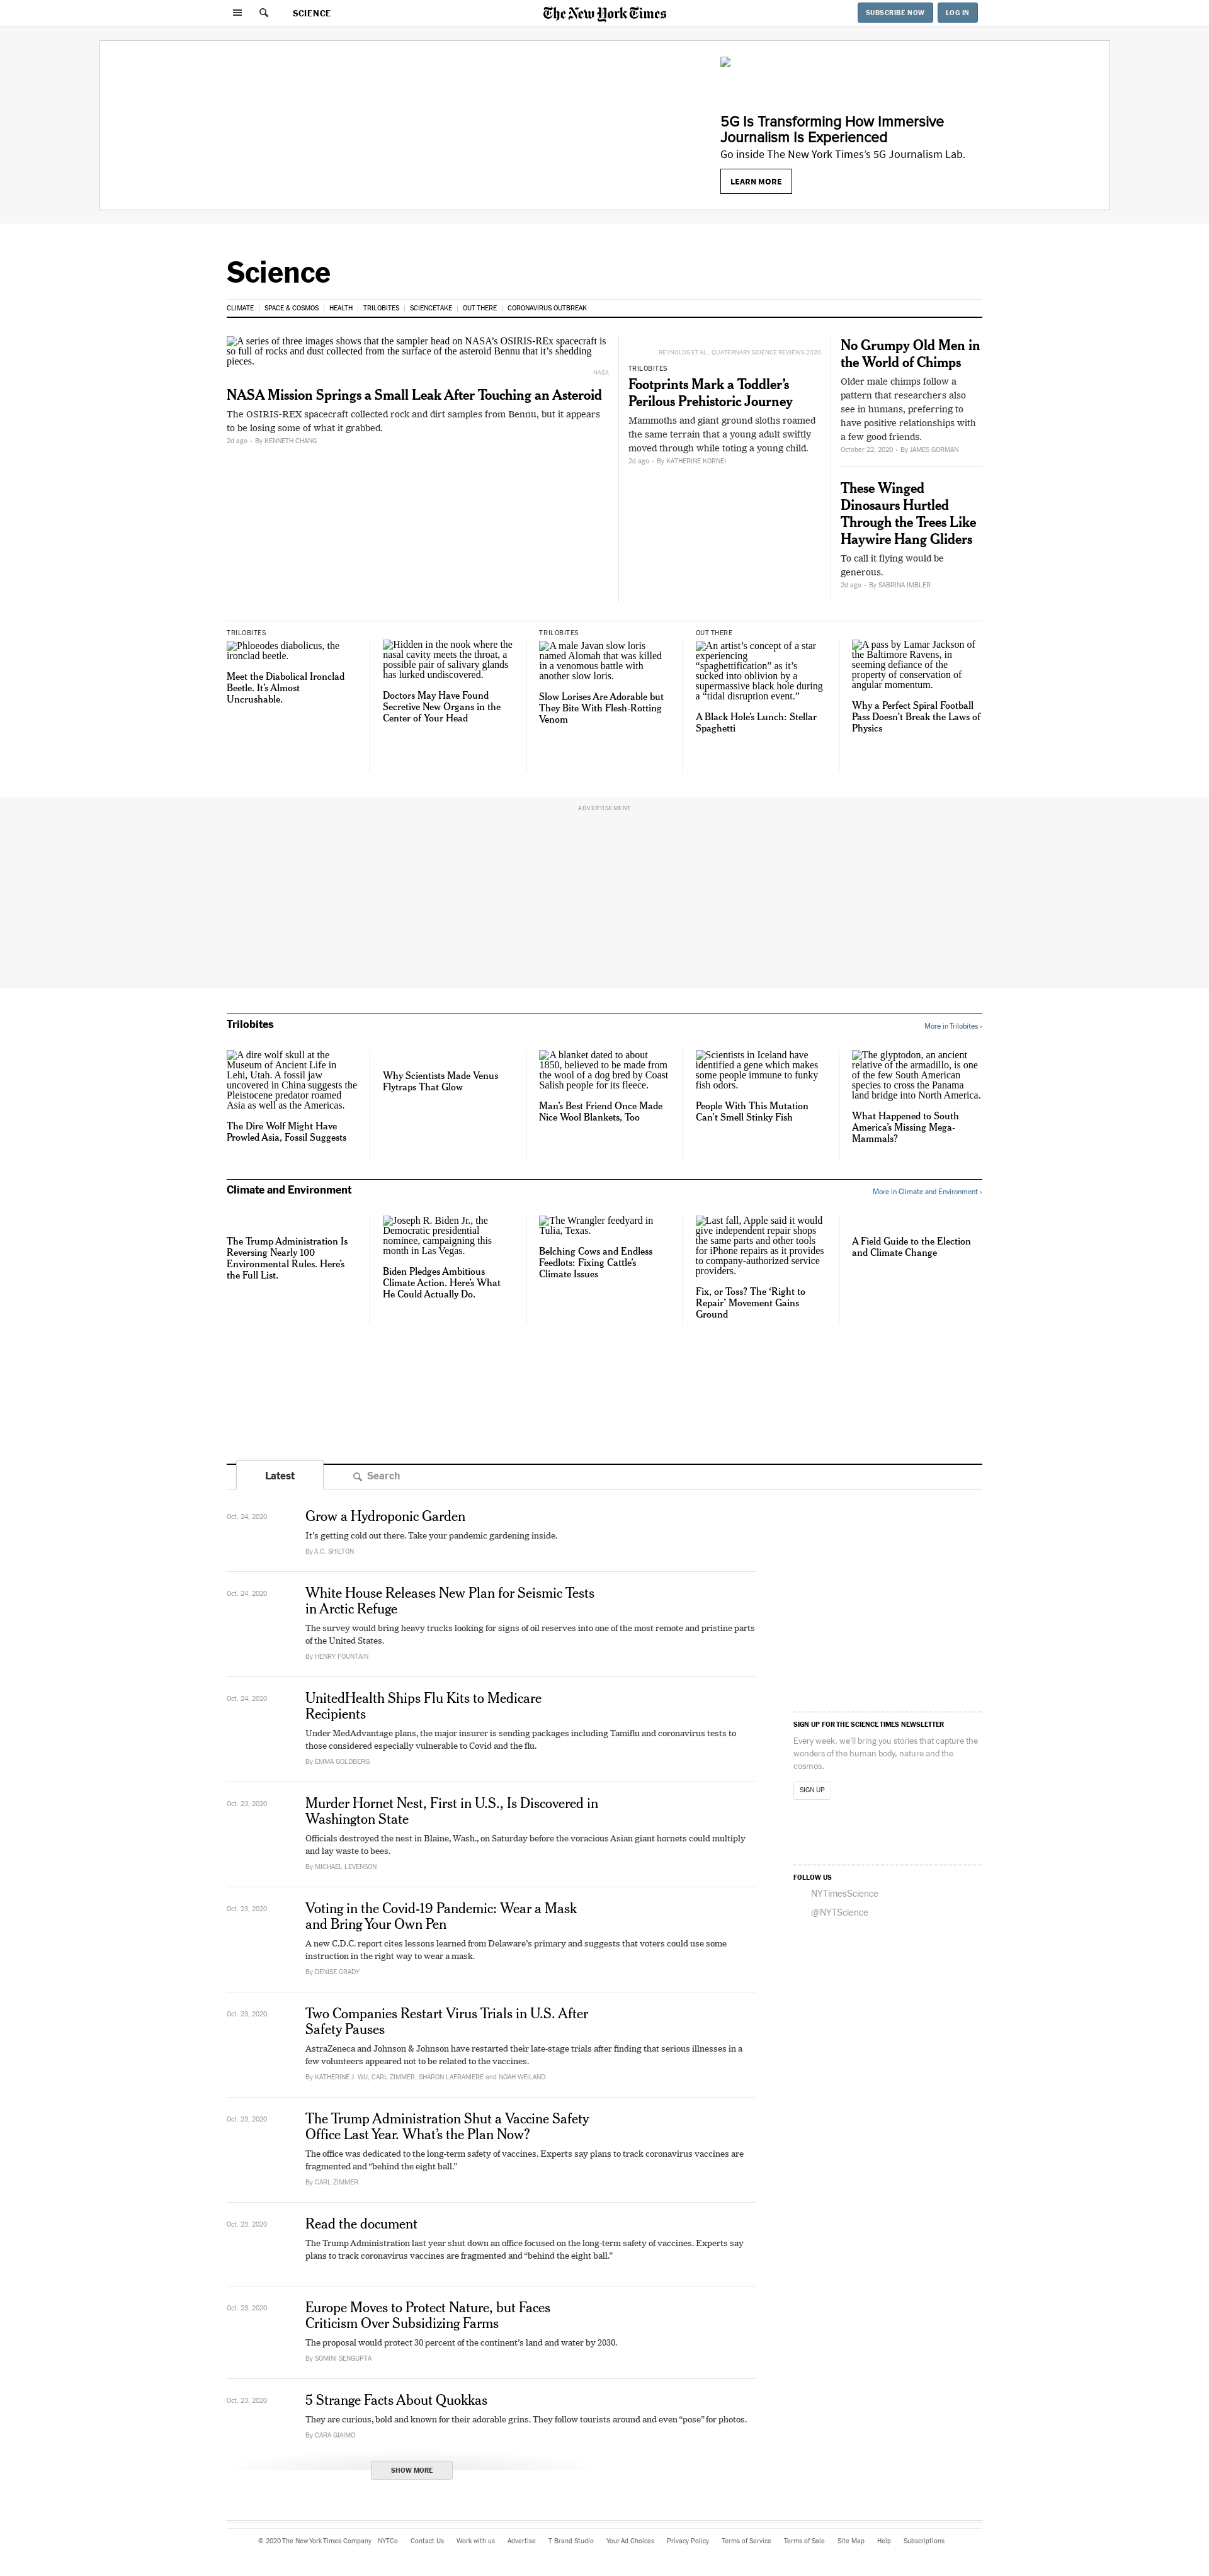 SCIENCE
The New York Times
SUBSCRIBE NOW
LOG IN
5G Is Transforming How Immersive
Journalism Is Experienced
Go inside The New York Times's 5G Journalism Lab.
LEARN MORE
Science
CLIMATE | SPACE & COSMOS | HEALTH | TRILOBITES | SCIENCETAKE | OUT THERE | CORONAVIRUS OUTBREAK
A series of three images shows that the sampler head on NASA's OSIRIS-REx spacecraft is
so full of rocks and dust collected from the surface of the asteroid Bennu that it's shedding
pieces.
NASA
NASA Mission Springs a Small Leak After Touching an Asteroid
The OSIRIS-REX spacecraft collected rock and dirt samples from Bennu, but it appears
to be losing some of what it grabbed.
2d ago • By KENNETH CHANG
REYNOLDS ET AL., QUATERNARY SCIENCE REVIEWS 2020
TRILOBITES
Footprints Mark a Toddler's
Perilous Prehistoric Journey
Mammoths and giant ground sloths roamed
the same terrain that a young adult swiftly
moved through while toting a young child.
2d ago • By KATHERINE KORNEI
No Grumpy Old Men in
the World of Chimps
Older male chimps follow a
pattern that researchers also
see in humans, preferring to
have positive relationships with
a few good friends.
October 22, 2020 • By JAMES GORMAN
These Winged
Dinosaurs Hurtled
Through the Trees Like
Haywire Hang Gliders
To call it flying would be
generous.
2d ago • By SABRINA IMBLER
TRILOBITES
Phloeodes diabolicus, the
ironclad beetle.
Meet the Diabolical Ironclad
Beetle. It's Almost
Uncrushable.
Hidden in the nook where the
nasal cavity meets the throat, a
possible pair of salivary glands
has lurked undiscovered.
Doctors May Have Found
Secretive New Organs in the
Center of Your Head
TRILOBITES
A male Javan slow loris
named Alomah that was killed
in a venomous battle with
another slow loris.
Slow Lorises Are Adorable but
They Bite With Flesh-Rotting
Venom
OUT THERE
An artist's concept of a star
experiencing
“spaghettification” as it's
sucked into oblivion by a
supermassive black hole during
a “tidal disruption event.”
A Black Hole's Lunch: Stellar
Spaghetti
A pass by Lamar Jackson of
the Baltimore Ravens, in
seeming defiance of the
property of conservation of
angular momentum.
Why a Perfect Spiral Football
Pass Doesn't Break the Laws of
Physics
ADVERTISEMENT
Trilobites
More in Trilobites ›
A dire wolf skull at the
Museum of Ancient Life in
Lehi, Utah. A fossil jaw
uncovered in China suggests the
Pleistocene predator roamed
Asia as well as the Americas.
The Dire Wolf Might Have
Prowled Asia, Fossil Suggests
Why Scientists Made Venus
Flytraps That Glow
A blanket dated to about
1850, believed to be made from
the wool of a dog bred by Coast
Salish people for its fleece.
Man's Best Friend Once Made
Nice Wool Blankets, Too
Scientists in Iceland have
identified a gene which makes
some people immune to funky
fish odors.
People With This Mutation
Can't Smell Stinky Fish
The glyptodon, an ancient
relative of the armadillo, is one
of the few South American
species to cross the Panama
land bridge into North America.
What Happened to South
America's Missing Mega-
Mammals?
Climate and Environment
More in Climate and Environment ›
The Trump Administration Is
Reversing Nearly 100
Environmental Rules. Here's
the Full List.
Joseph R. Biden Jr., the
Democratic presidential
nominee, campaigning this
month in Las Vegas.
Biden Pledges Ambitious
Climate Action. Here's What
He Could Actually Do.
The Wrangler feedyard in
Tulia, Texas.
Belching Cows and Endless
Feedlots: Fixing Cattle's
Climate Issues
Last fall, Apple said it would
give independent repair shops
the same parts and other tools
for iPhone repairs as it provides
to company-authorized service
providers.
Fix, or Toss? The ‘Right to
Repair’ Movement Gains
Ground
A Field Guide to the Election
and Climate Change
Latest
Search
Oct. 24, 2020
Grow a Hydroponic Garden
It's getting cold out there. Take your pandemic gardening inside.
By A.C. SHILTON
Oct. 24, 2020
White House Releases New Plan for Seismic Tests
in Arctic Refuge
The survey would bring heavy trucks looking for signs of oil reserves into one of the most remote and pristine parts
of the United States.
By HENRY FOUNTAIN
Oct. 24, 2020
UnitedHealth Ships Flu Kits to Medicare
Recipients
Under MedAdvantage plans, the major insurer is sending packages including Tamiflu and coronavirus tests to
those considered especially vulnerable to Covid and the flu.
By EMMA GOLDBERG
Oct. 23, 2020
Murder Hornet Nest, First in U.S., Is Discovered in
Washington State
Officials destroyed the nest in Blaine, Wash., on Saturday before the voracious Asian giant hornets could multiply
and lay waste to bees.
By MICHAEL LEVENSON
Oct. 23, 2020
Voting in the Covid-19 Pandemic: Wear a Mask
and Bring Your Own Pen
A new C.D.C. report cites lessons learned from Delaware's primary and suggests that voters could use some
instruction in the right way to wear a mask.
By DENISE GRADY
Oct. 23, 2020
Two Companies Restart Virus Trials in U.S. After
Safety Pauses
AstraZeneca and Johnson & Johnson have restarted their late-stage trials after finding that serious illnesses in a
few volunteers appeared not to be related to the vaccines.
By KATHERINE J. WU, CARL ZIMMER, SHARON LAFRANIERE and NOAH WEILAND
Oct. 23, 2020
The Trump Administration Shut a Vaccine Safety
Office Last Year. What's the Plan Now?
The office was dedicated to the long-term safety of vaccines. Experts say plans to track coronavirus vaccines are
fragmented and “behind the eight ball.”
By CARL ZIMMER
Oct. 23, 2020
Read the document
The Trump Administration last year shut down an office focused on the long-term safety of vaccines. Experts say
plans to track coronavirus vaccines are fragmented and “behind the eight ball.”
Oct. 23, 2020
Europe Moves to Protect Nature, but Faces
Criticism Over Subsidizing Farms
The proposal would protect 30 percent of the continent's land and water by 2030.
By SOMINI SENGUPTA
Oct. 23, 2020
5 Strange Facts About Quokkas
They are curious, bold and known for their adorable grins. They follow tourists around and even “pose” for photos.
By CARA GIAIMO
SHOW MORE
SIGN UP FOR THE SCIENCE TIMES NEWSLETTER
Every week, we'll bring you stories that capture the
wonders of the human body, nature and the
cosmos.
SIGN UP
FOLLOW US
NYTimesScience
@NYTScience
© 2020 The New York Times Company NYTCo Contact Us Work with us Advertise T Brand Studio Your Ad Choices Privacy Policy Terms of Service Terms of Sale Site Map Help Subscriptions